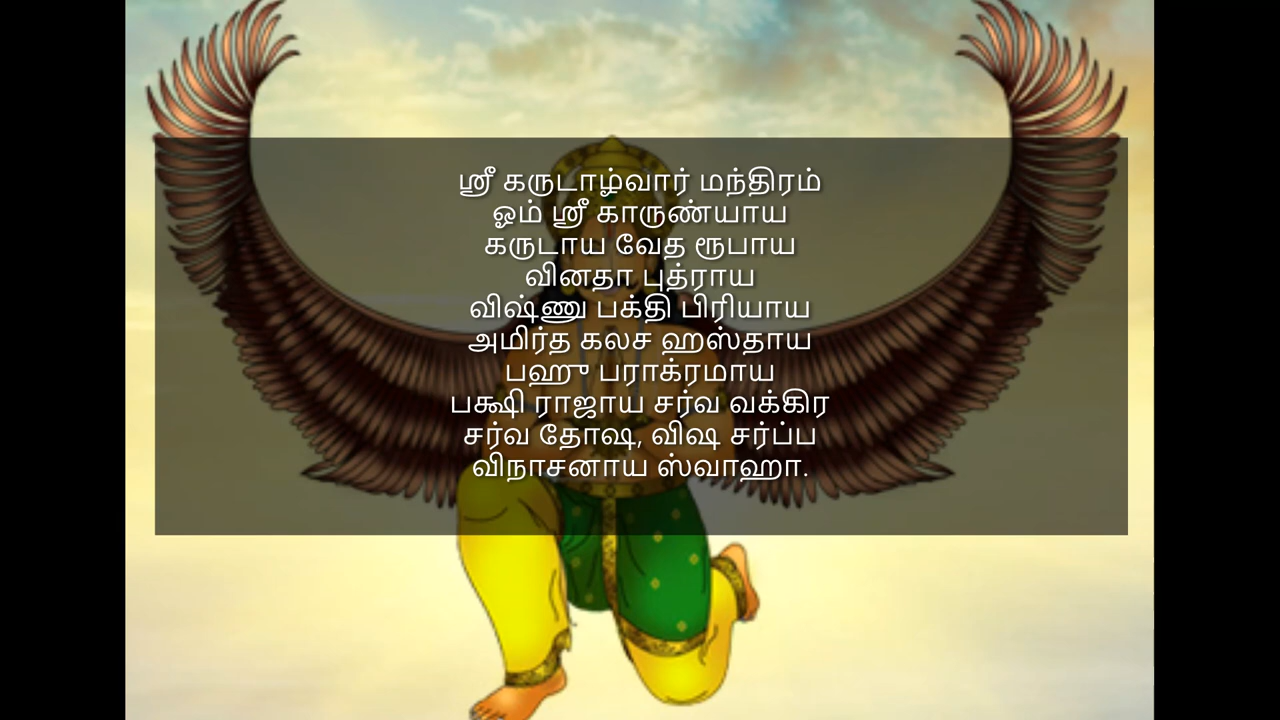 ஸ்ரீ கருடாழ்வார் மந்திரம்
ஓம் ஸ்ரீ காருண்யாய
கருடாய வேத ரூபாய
வினதா புத்ராய
விஷ்ணு பக்தி பிரியாய
அமிர்த கலச ஹஸ்தாய
பஹு பராக்ரமாய
பக்ஷி ராஜாய சர்வ வக்கிர
சர்வ தோஷ, விஷ சர்ப்ப
விநாசனாய ஸ்வாஹா.